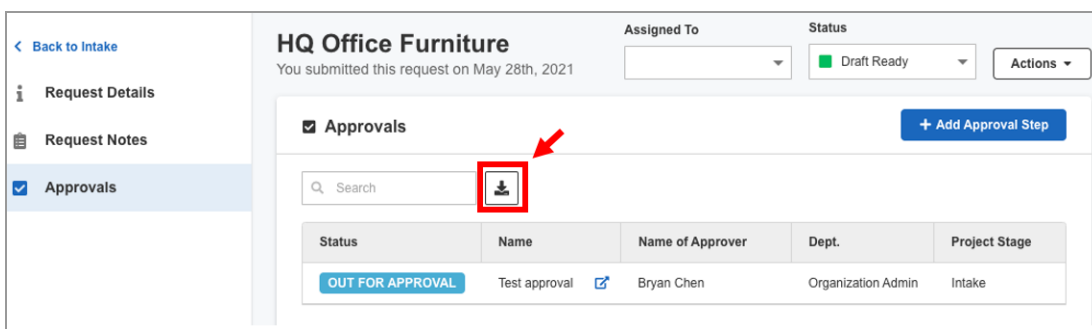 Back to Intake
Request Details
Request Notes
Approvals
HQ Office Furniture
You submitted this request on May 28th, 2021
Assigned To
Status
Draft Ready
Actions
Approvals
+ Add Approval Step
Search
Status Name Name of Approver Dept. Project Stage
OUT FOR APPROVAL Test approval Bryan Chen Organization Admin Intake